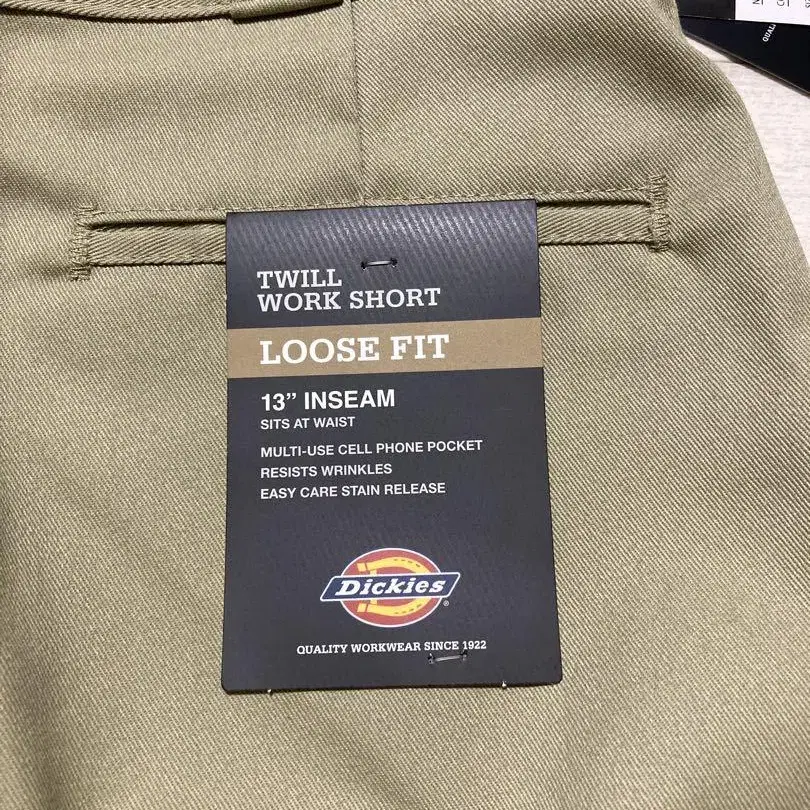 TWILL
WORK SHORT
LOOSE FIT
13” INSEAM
SITS AT WAIST
MULTI-USE CELL PHONE POCKET
RESISTS WRINKLES
EASY CARE STAIN RELEASE
Dickies®
QUALITY WORKWEAR SINCE 1922